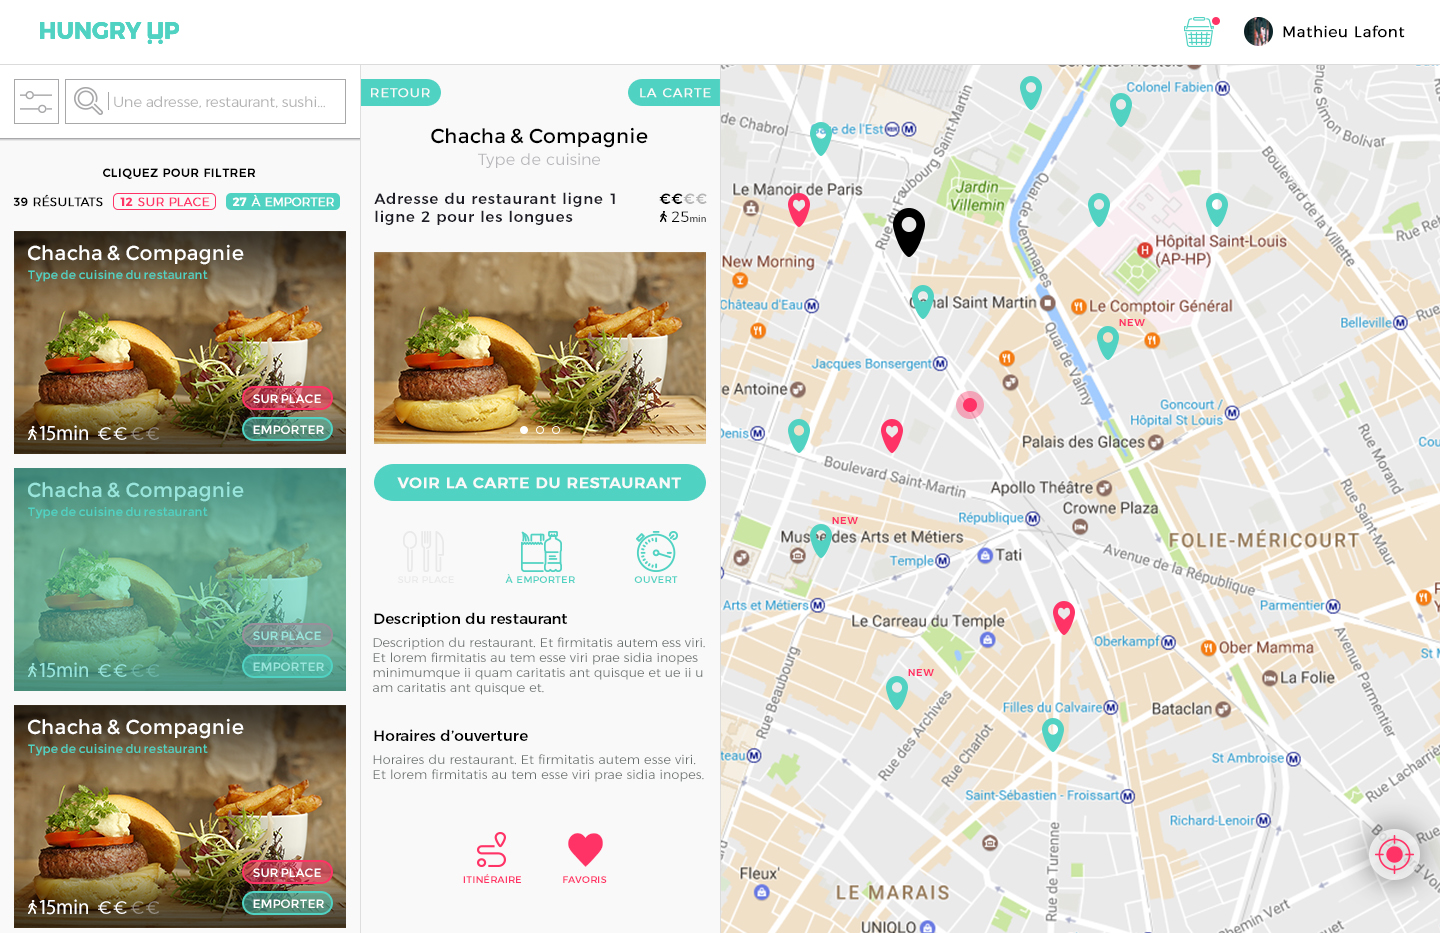 HUNGRY UP
Mathieu Lafont
Une adresse, restaurant, sushi...
CLIQUEZ POUR FILTRER
39 RÉSULTATS
12 SUR PLACE
27 À EMPORTER
Chacha & Compagnie
Type de cuisine du restaurant
SUR PLACE
15min €€€€
EMPORTER
Chacha & Compagnie
Type de cuisine du restaurant
SUR PLACE
15min €€€€
EMPORTER
Chacha & Compagnie
Type de cuisine du restaurant
SUR PLACE
15min €€€€
EMPORTER
RETOUR
LA CARTE
Chacha & Compagnie
Type de cuisine
Adresse du restaurant ligne 1
€€€€
ligne 2 pour les longues
25min
VOIR LA CARTE DU RESTAURANT
SUR PLACE
À EMPORTER
OUVERT
Description du restaurant
Description du restaurant. Et firmitatis autem ess viri.
Et lorem firmitatis au tem esse viri prae sidia inopes
minimumque ii quam caritatis ant quisque et ue ii u
am caritatis ant quisque et.
Horaires d'ouverture
Horaires du restaurant. Et firmitatis autem esse viri.
Et lorem firmitatis au tem esse viri prae sidia inopes.
ITINÉRAIRE
FAVORIS
Colonel Fabien
de Chabrol
de l'Est
Rue du Faubourg Saint-Martin
Rue Simon Bolivar
Boulevard de la Villette
Le Manoir de Paris
Jardin
Villemin
Quai de Jemmapes
Hôpital Saint-Louis
(AP-HP)
New Morning
Château d'Eau
Canal Saint Martin
Le Comptoir Général
NEW
Belleville
Quai de Valmy
Jacques Bonsergent
e Antoine
Goncourt /
Hôpital St Louis
Denis
Palais des Glaces
Rue Morand
Boulevard Saint-Martin
Apollo Théâtre
Crowne Plaza
Rue Saint-Maur
République
NEW
Musée des Arts et Métiers
FOLIE-MÉRICOURT
Temple
Tati
Avenue de la République
Arts et Métiers
Parmentier
Le Carreau du Temple
Oberkampf
Ober Mamma
Avenue Parmentier
NEW
La Folie
Rue Beaubourg
Filles du Calvaire
Bataclan
Rue des Archives
Rue Charlot
St Ambroise
Rue Lacharrière
Saint-Sébastien - Froissart
Richard-Lenoir
Rue de Turenne
Fleux'
LE MARAIS
UNIQLO
Chemin Vert